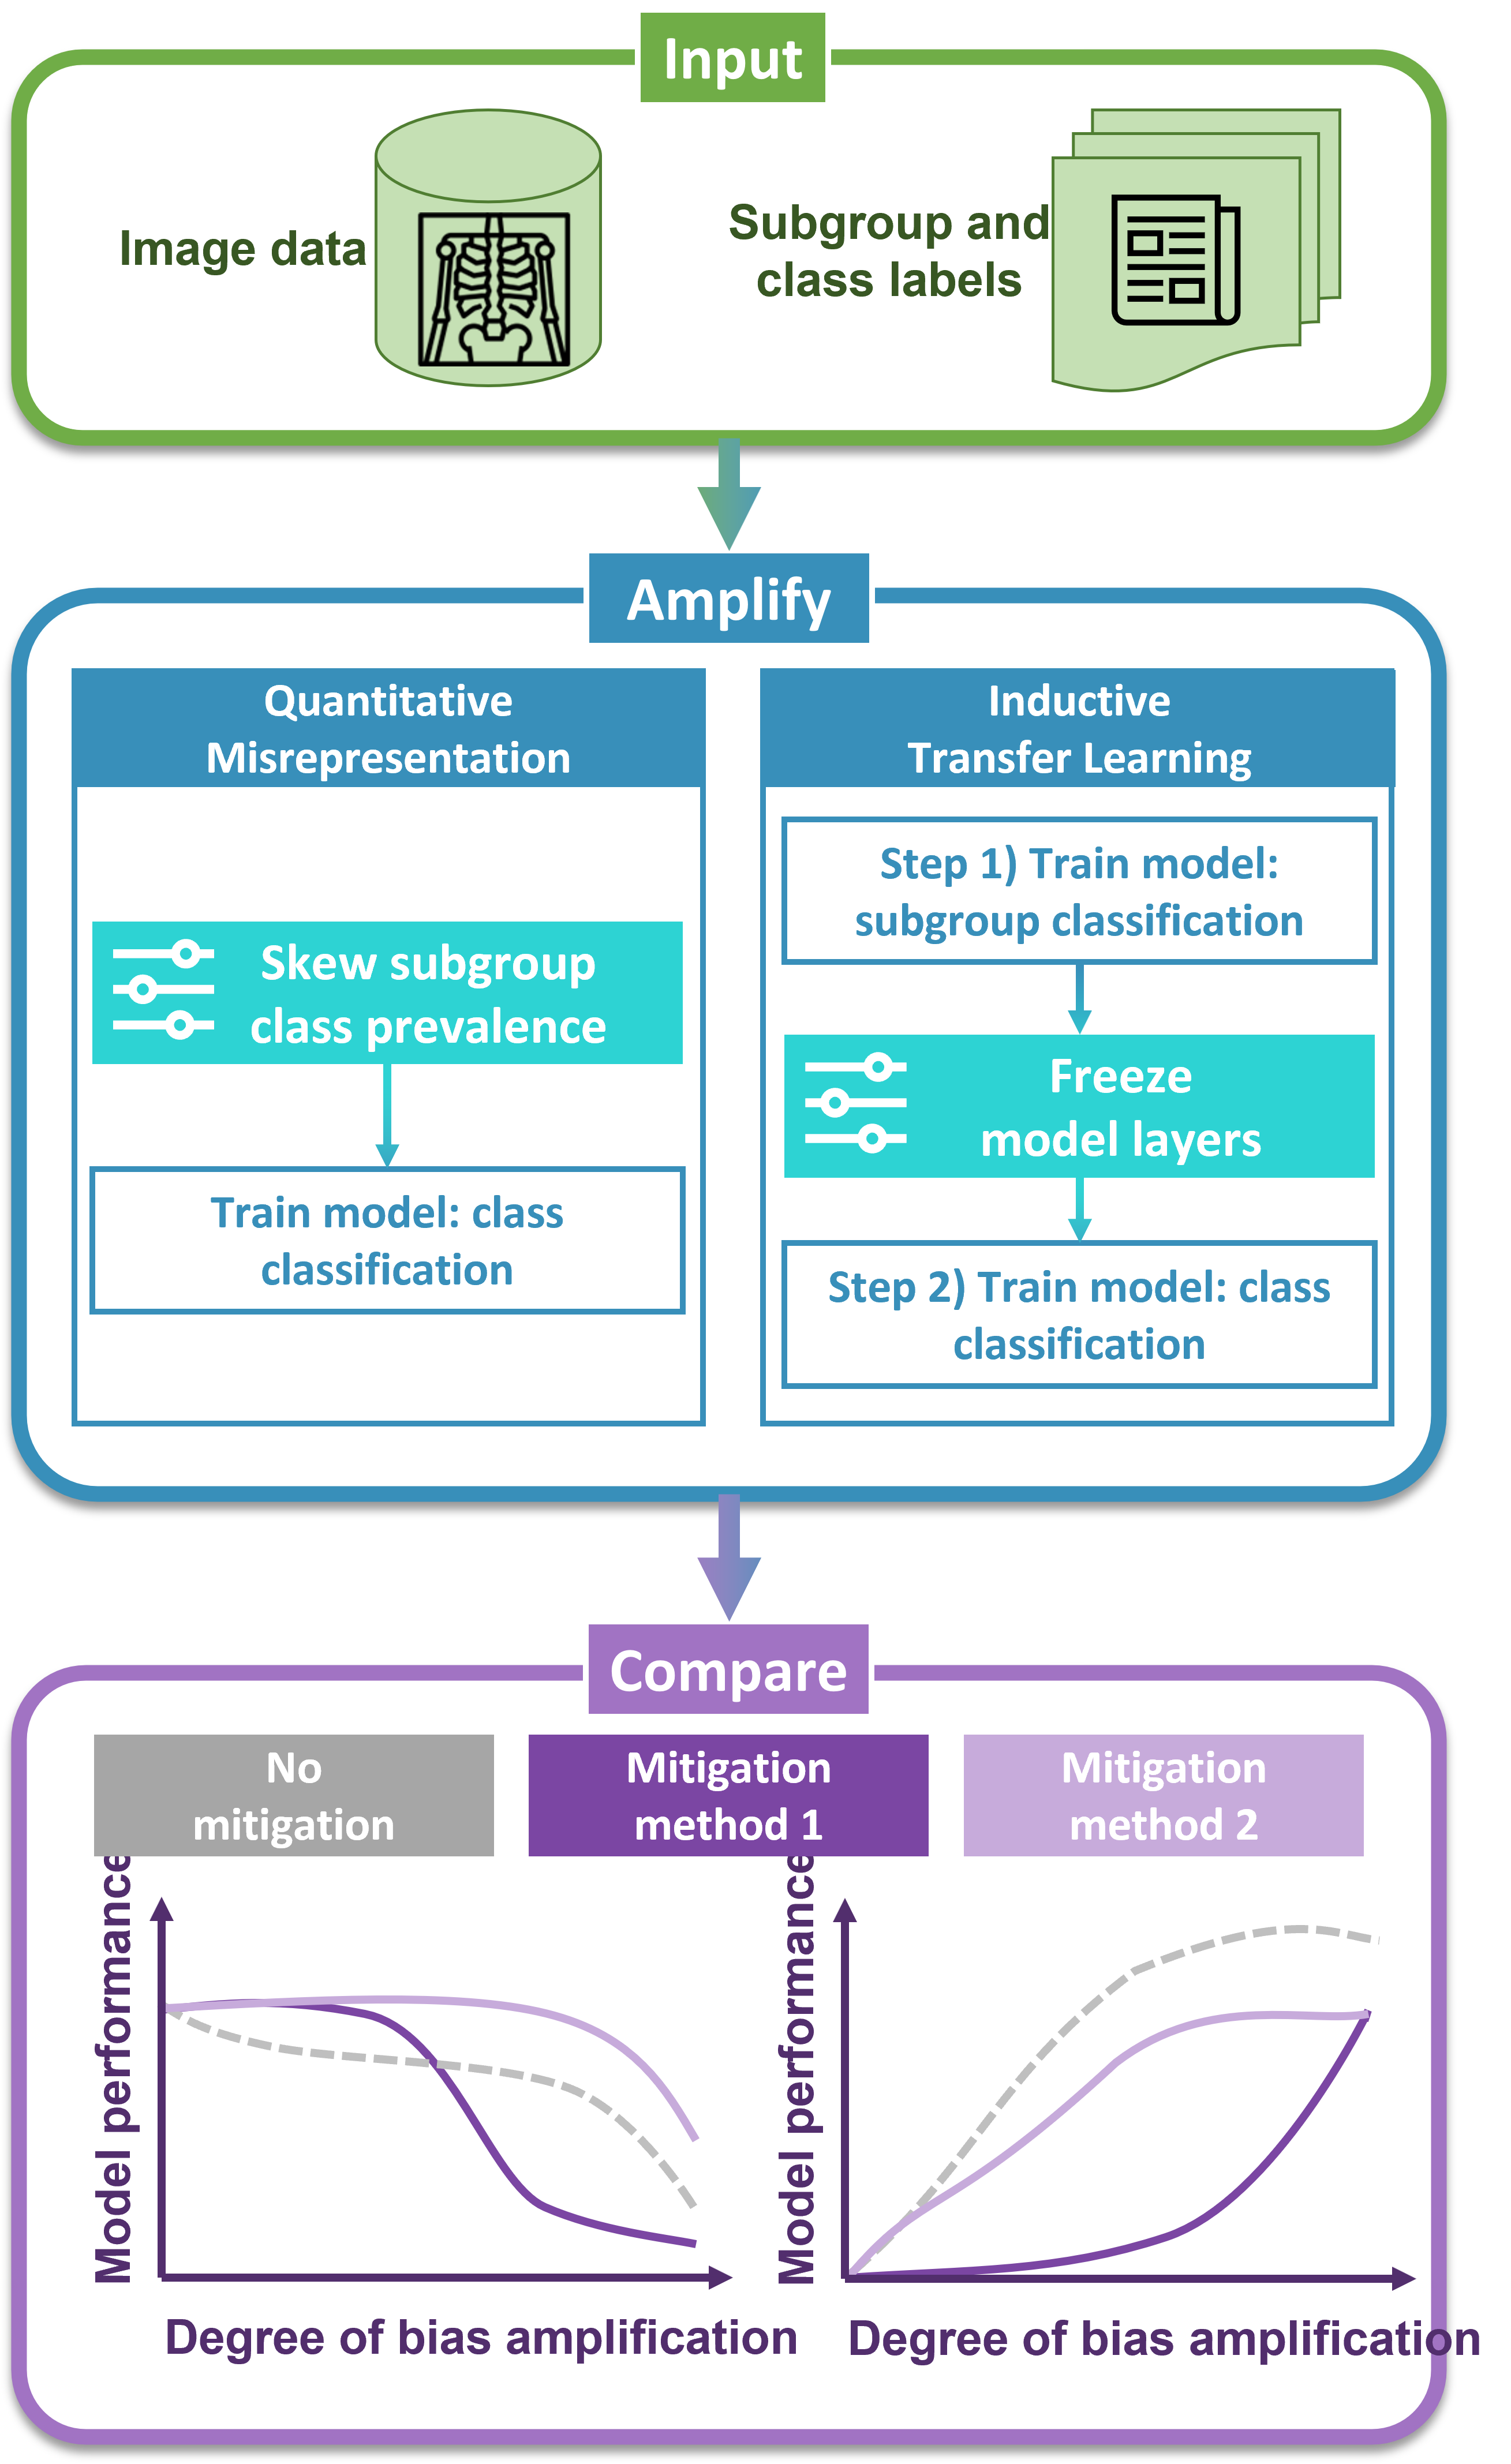 Input
Image data
Subgroup and
class labels
Amplify
Quantitative
Misrepresentation
Skew subgroup
class prevalence
Train model: class
classification
Inductive
Transfer Learning
Step 1) Train model:
subgroup classification
Freeze
model layers
Step 2) Train model: class
classification
Compare
No
mitigation
Mitigation
method 1
Mitigation
method 2
Model performance
Degree of bias amplification
Model performance
Degree of bias amplification